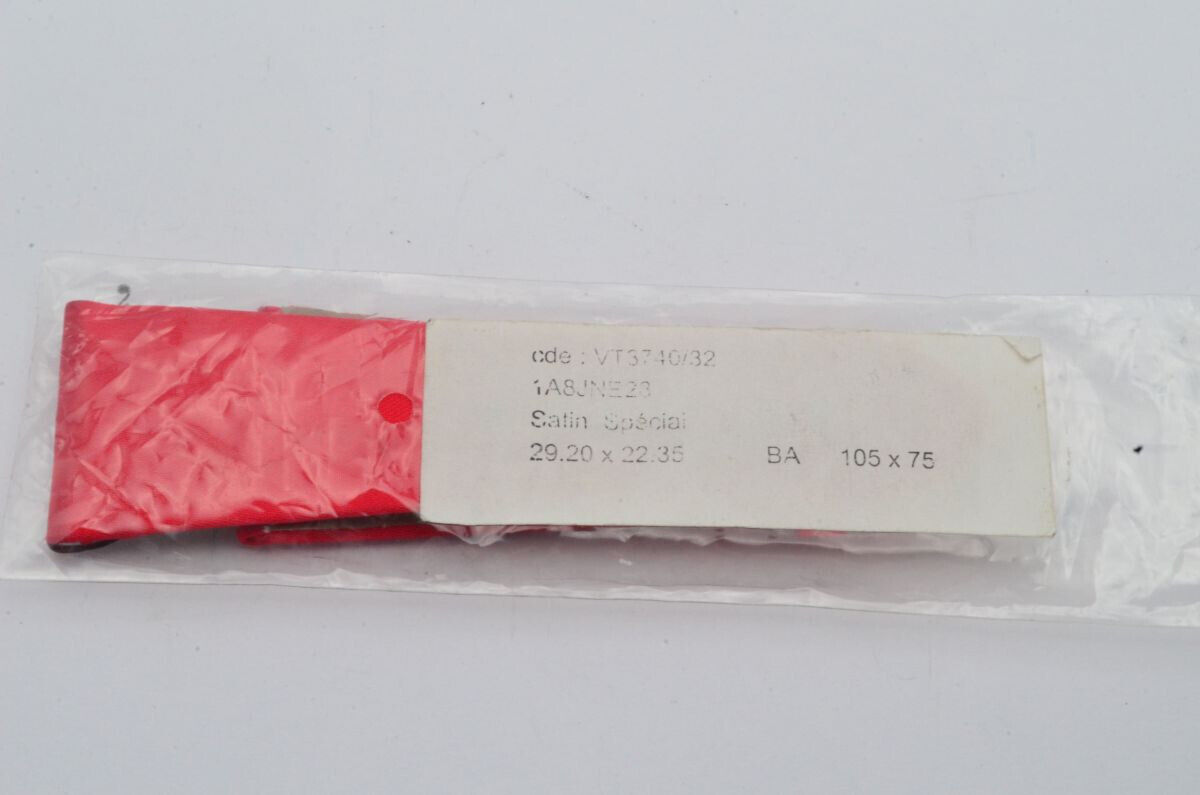 cde : VT3740/32
1A8JNE23
Satin Spécial
29.20 x 22.35 BA 105 x 75